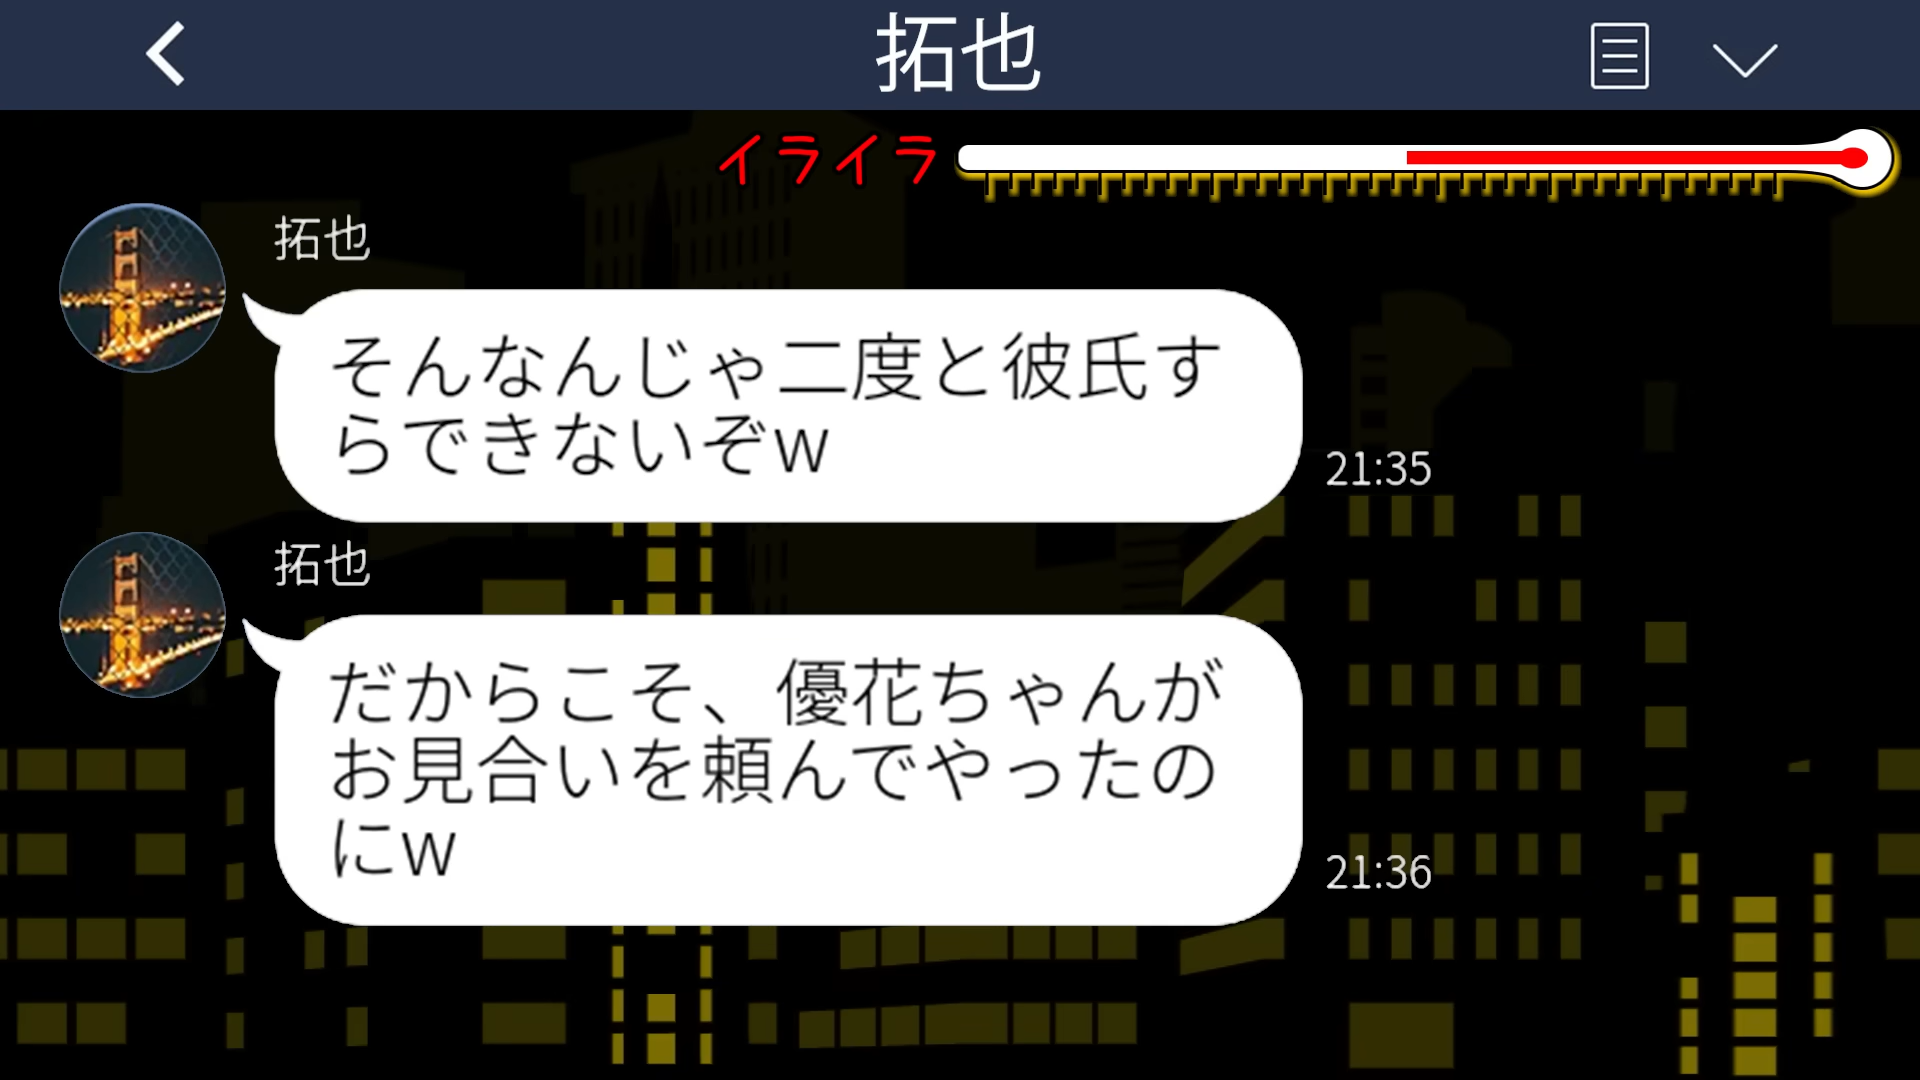 拓也
イライラ
拓也
そんなんじゃ二度と彼氏す
らできないぞw
21:35
拓也
だからこそ、優花ちゃんが
お見合いを頼んでやったの
にw
21:36